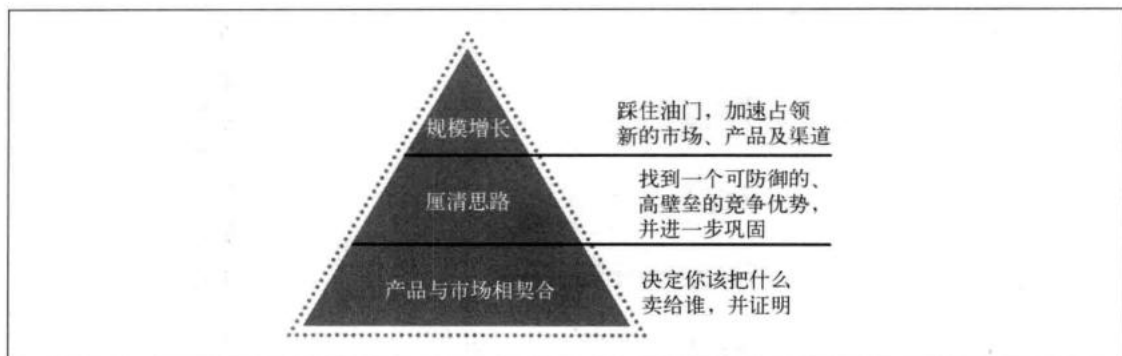 规模增长
踩住油门，加速占领
新的市场、产品及渠道
厘清思路
找到一个可防御的、
高壁垒的竞争优势，
并进一步巩固
产品与市场相契合
决定你该把什么
卖给谁，并证明